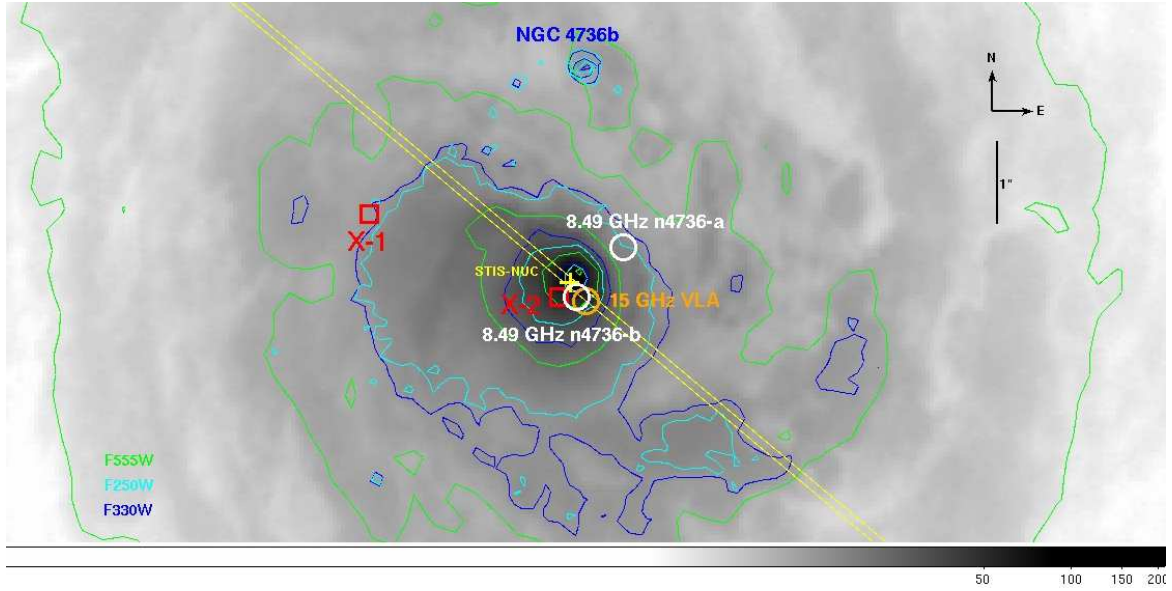 NGC 4736b
N
E
1"
8.49 GHz n4736-a
X-1
STIS-NUC
X-2
15 GHz VLA
8.49 GHz n4736-b
F555W
F250W
F330W
50 100 150 200